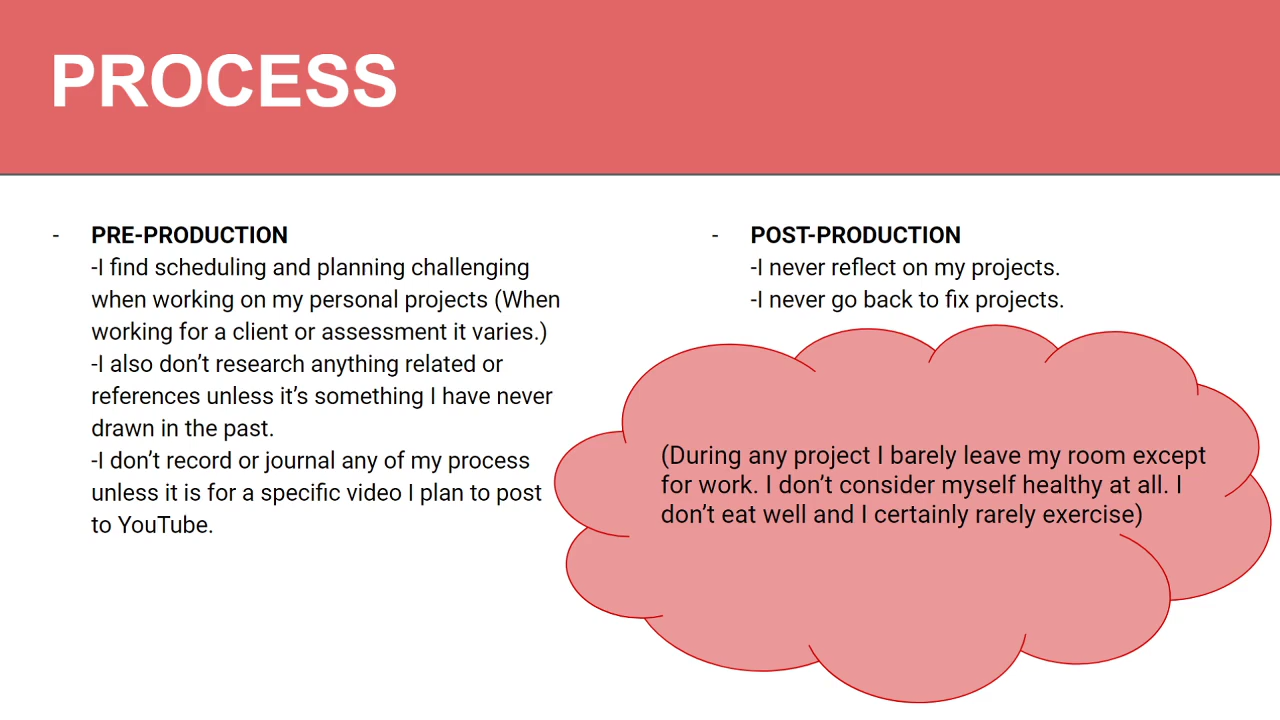 PROCESS
- PRE-PRODUCTION
-I find scheduling and planning challenging
when working on my personal projects (When
working for a client or assessment it varies.)
-I also don’t research anything related or
references unless it’s something I have never
drawn in the past.
-I don’t record or journal any of my process
unless it is for a specific video I plan to post
to YouTube.
- POST-PRODUCTION
-I never reflect on my projects.
-I never go back to fix projects.
(During any project I barely leave my room except
for work. I don’t consider myself healthy at all. I
don’t eat well and I certainly rarely exercise)